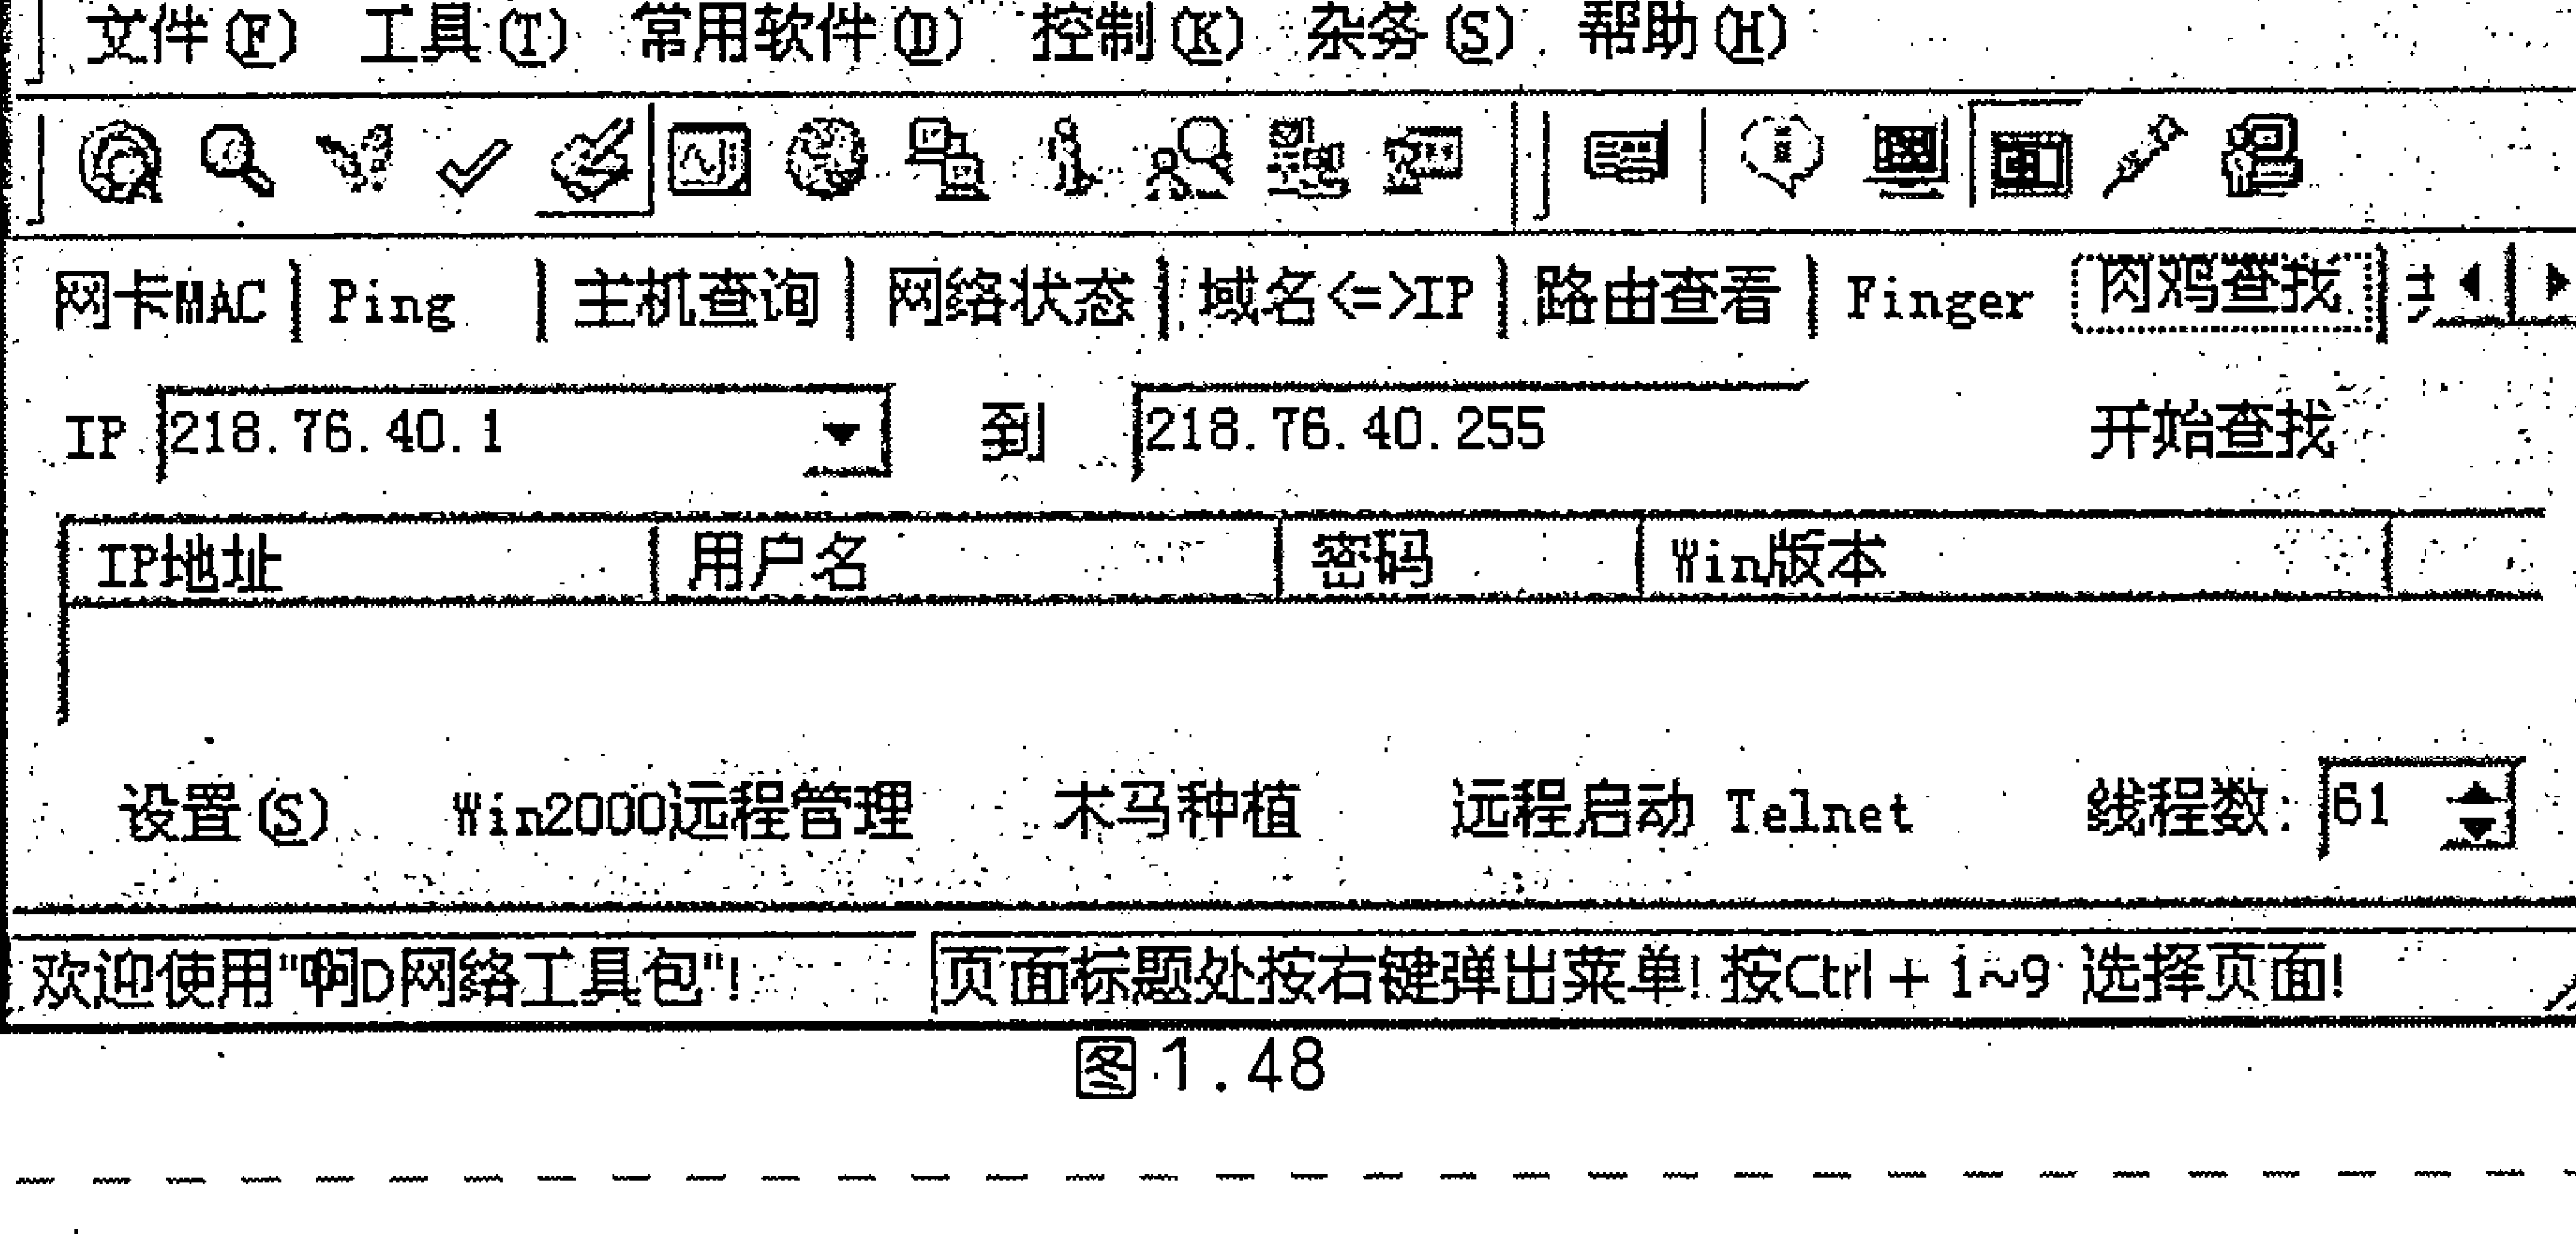 文件(F) 工具(T) 常用软件(D) 控制(K) 杂务(S) 帮助(H)
网卡MAC Ping 主机查询 网络状态 域名<=>IP 路由查看 Finger 肉鸡查找
IP 218.76.40.1 到 218.76.40.255 开始查找
IP地址 用户名 密码 Win版本
设置(S) Win2000远程管理 木马种植 远程启动 Telnet 线程数: 61
欢迎使用"啊D网络工具包"! 页面标题处按右键弹出菜单! 按Ctrl + 1~9 选择页面!
图 1.48